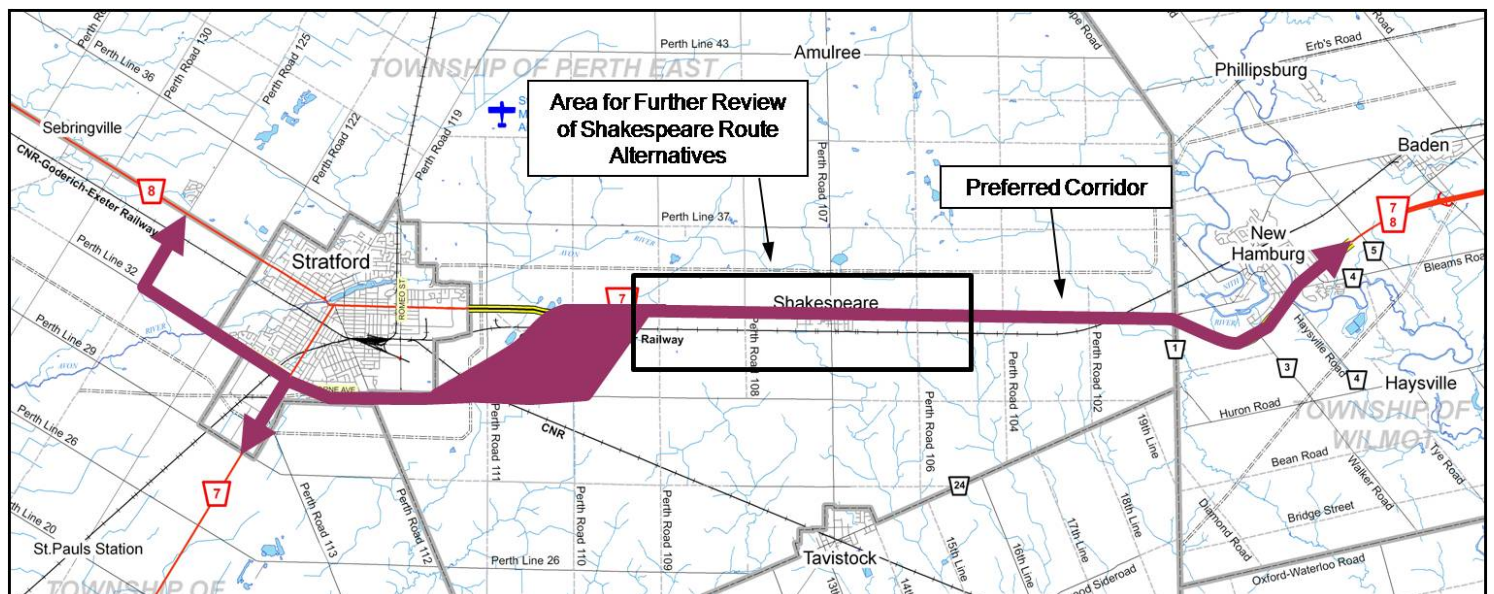 Perth Line 43
Amulree
Erb's Road
Phillipsburg
Perth Road 130
Perth Road 125
Perth Line 36
TOWNSHIP OF PERTH EAST
Area for Further Review
of Shakespeare Route
Alternatives
Sebringville
Perth Road 122
Perth Road 119
Perth Road 107
Baden
CNR-Goderich-Exeter Railway
8
Preferred Corridor
7
8
Perth Line 37
New
Hamburg
5
4
Bleams Road
Perth Line 32
Stratford
AVON
RIVER
ROMEO ST
7
Shakespeare
NITH
RIVER
Railway
Perth Road 108
Perth Line 29
RIVER
AVON
1
3
4
Haysville Road
Haysville
Perth Road 102
Perth Road 104
Perth Road 106
Huron Road
TOWNSHIP OF
WILMOT
Perth Line 26
CNR
Perth Road 111
19th Line
Bean Road
Walker Road
Tye Road
7
24
18th Line
Diamond Road
Bridge Street
Perth Line 20
St.Pauls Station
Perth Road 113
Perth Road 112
Perth Line 26
Perth Road 110
Perth Road 109
Tavistock
17th Line
16th Line
15th Line
Oxford-Waterloo Road
TOWNSHIP OF